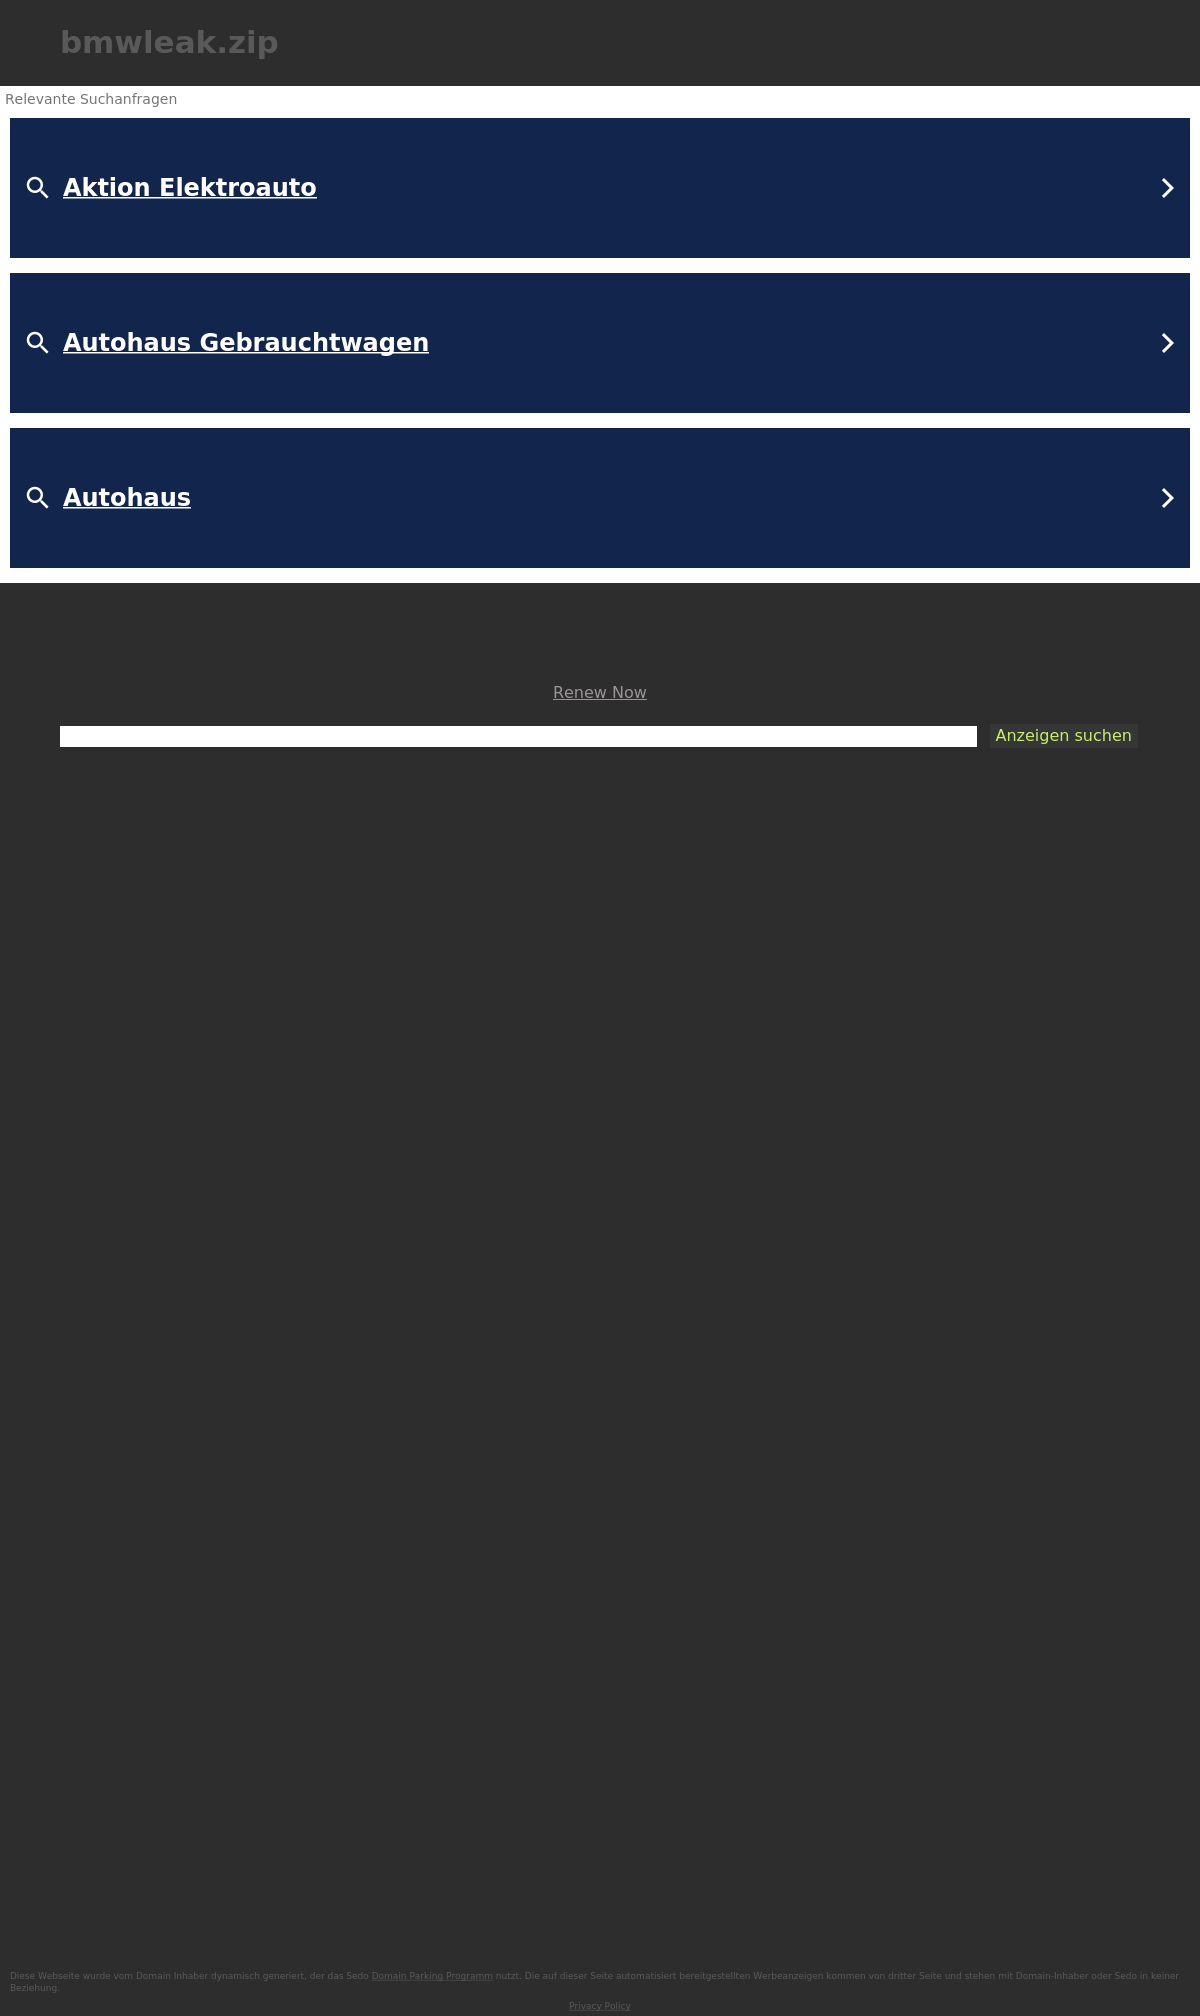 bmwleak.zip
Relevante Suchanfragen
Aktion Elektroauto
Autohaus Gebrauchtwagen
Autohaus
Renew Now
Anzeigen suchen
Diese Webseite wurde vom Domain Inhaber dynamisch generiert, der das Sedo Domain Parking Programm nutzt. Die auf dieser Seite automatisiert bereitgestellten Werbeanzeigen kommen von dritter Seite und stehen mit Domain-Inhaber oder Sedo in keiner
Beziehung.
Privacy Policy